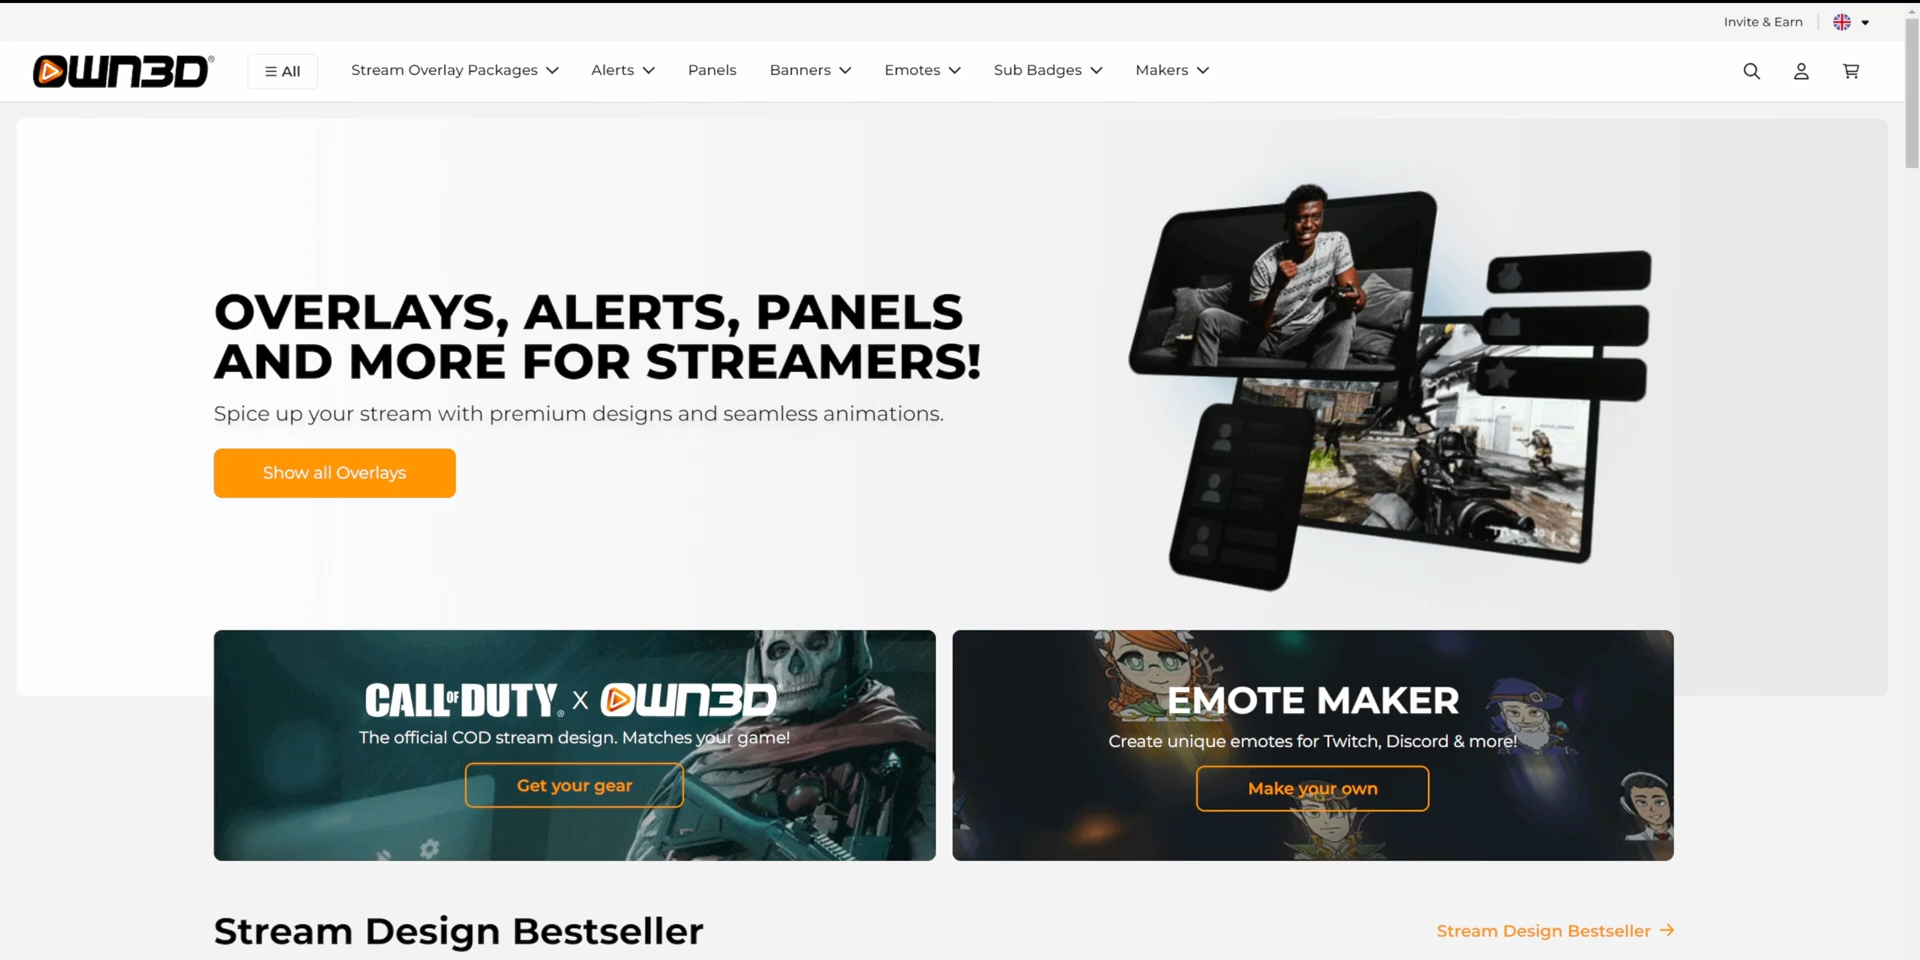 Invite & Earn
OWN3D®
All
Stream Overlay Packages
Alerts
Panels
Banners
Emotes
Sub Badges
Makers
OVERLAYS, ALERTS, PANELS
AND MORE FOR STREAMERS!
Spice up your stream with premium designs and seamless animations.
Show all Overlays
CALL OF DUTY® X OWN3D
The official COD stream design. Matches your game!
Get your gear
EMOTE MAKER
Create unique emotes for Twitch, Discord & more!
Make your own
Stream Design Bestseller
Stream Design Bestseller →